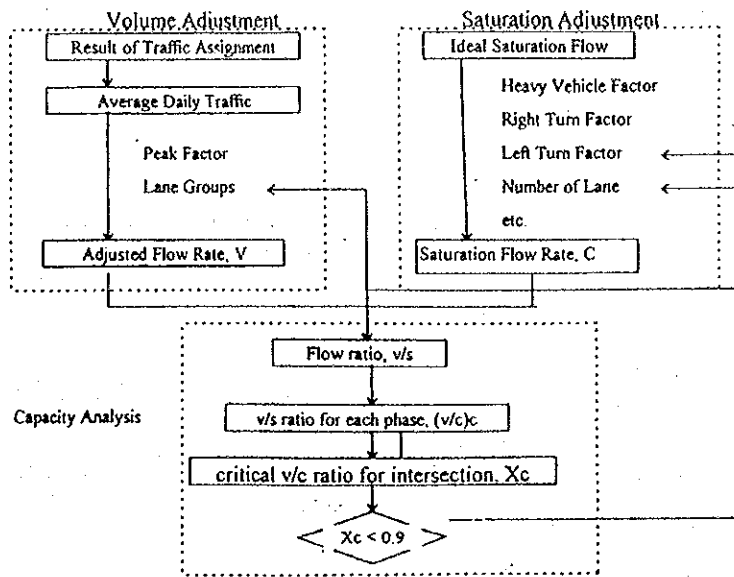 Volume Adjustment
Result of Traffic Assignment
Average Daily Traffic
Peak Factor
Lane Groups
Adjusted Flow Rate, V
Saturation Adjustment
Ideal Saturation Flow
Heavy Vehicle Factor
Right Turn Factor
Left Turn Factor
Number of Lane
etc.
Saturation Flow Rate, C
Capacity Analysis
Flow ratio, v/s
v/s ratio for each phase, (v/c)c
critical v/c ratio for intersection, Xc
Xc < 0.9